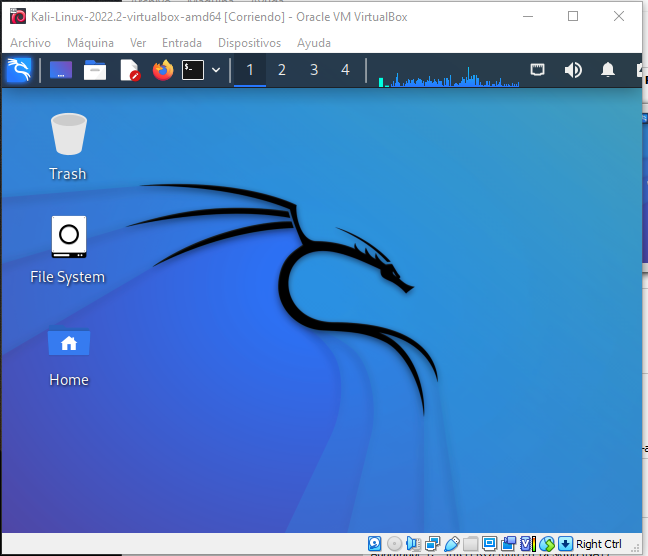 Kali-Linux-2022.2-virtualbox-amd64 [Corriendo] - Oracle VM VirtualBox
Archivo Máquina Ver Entrada Dispositivos Ayuda
1 2 3 4
Trash
File System
Home
Right Ctrl